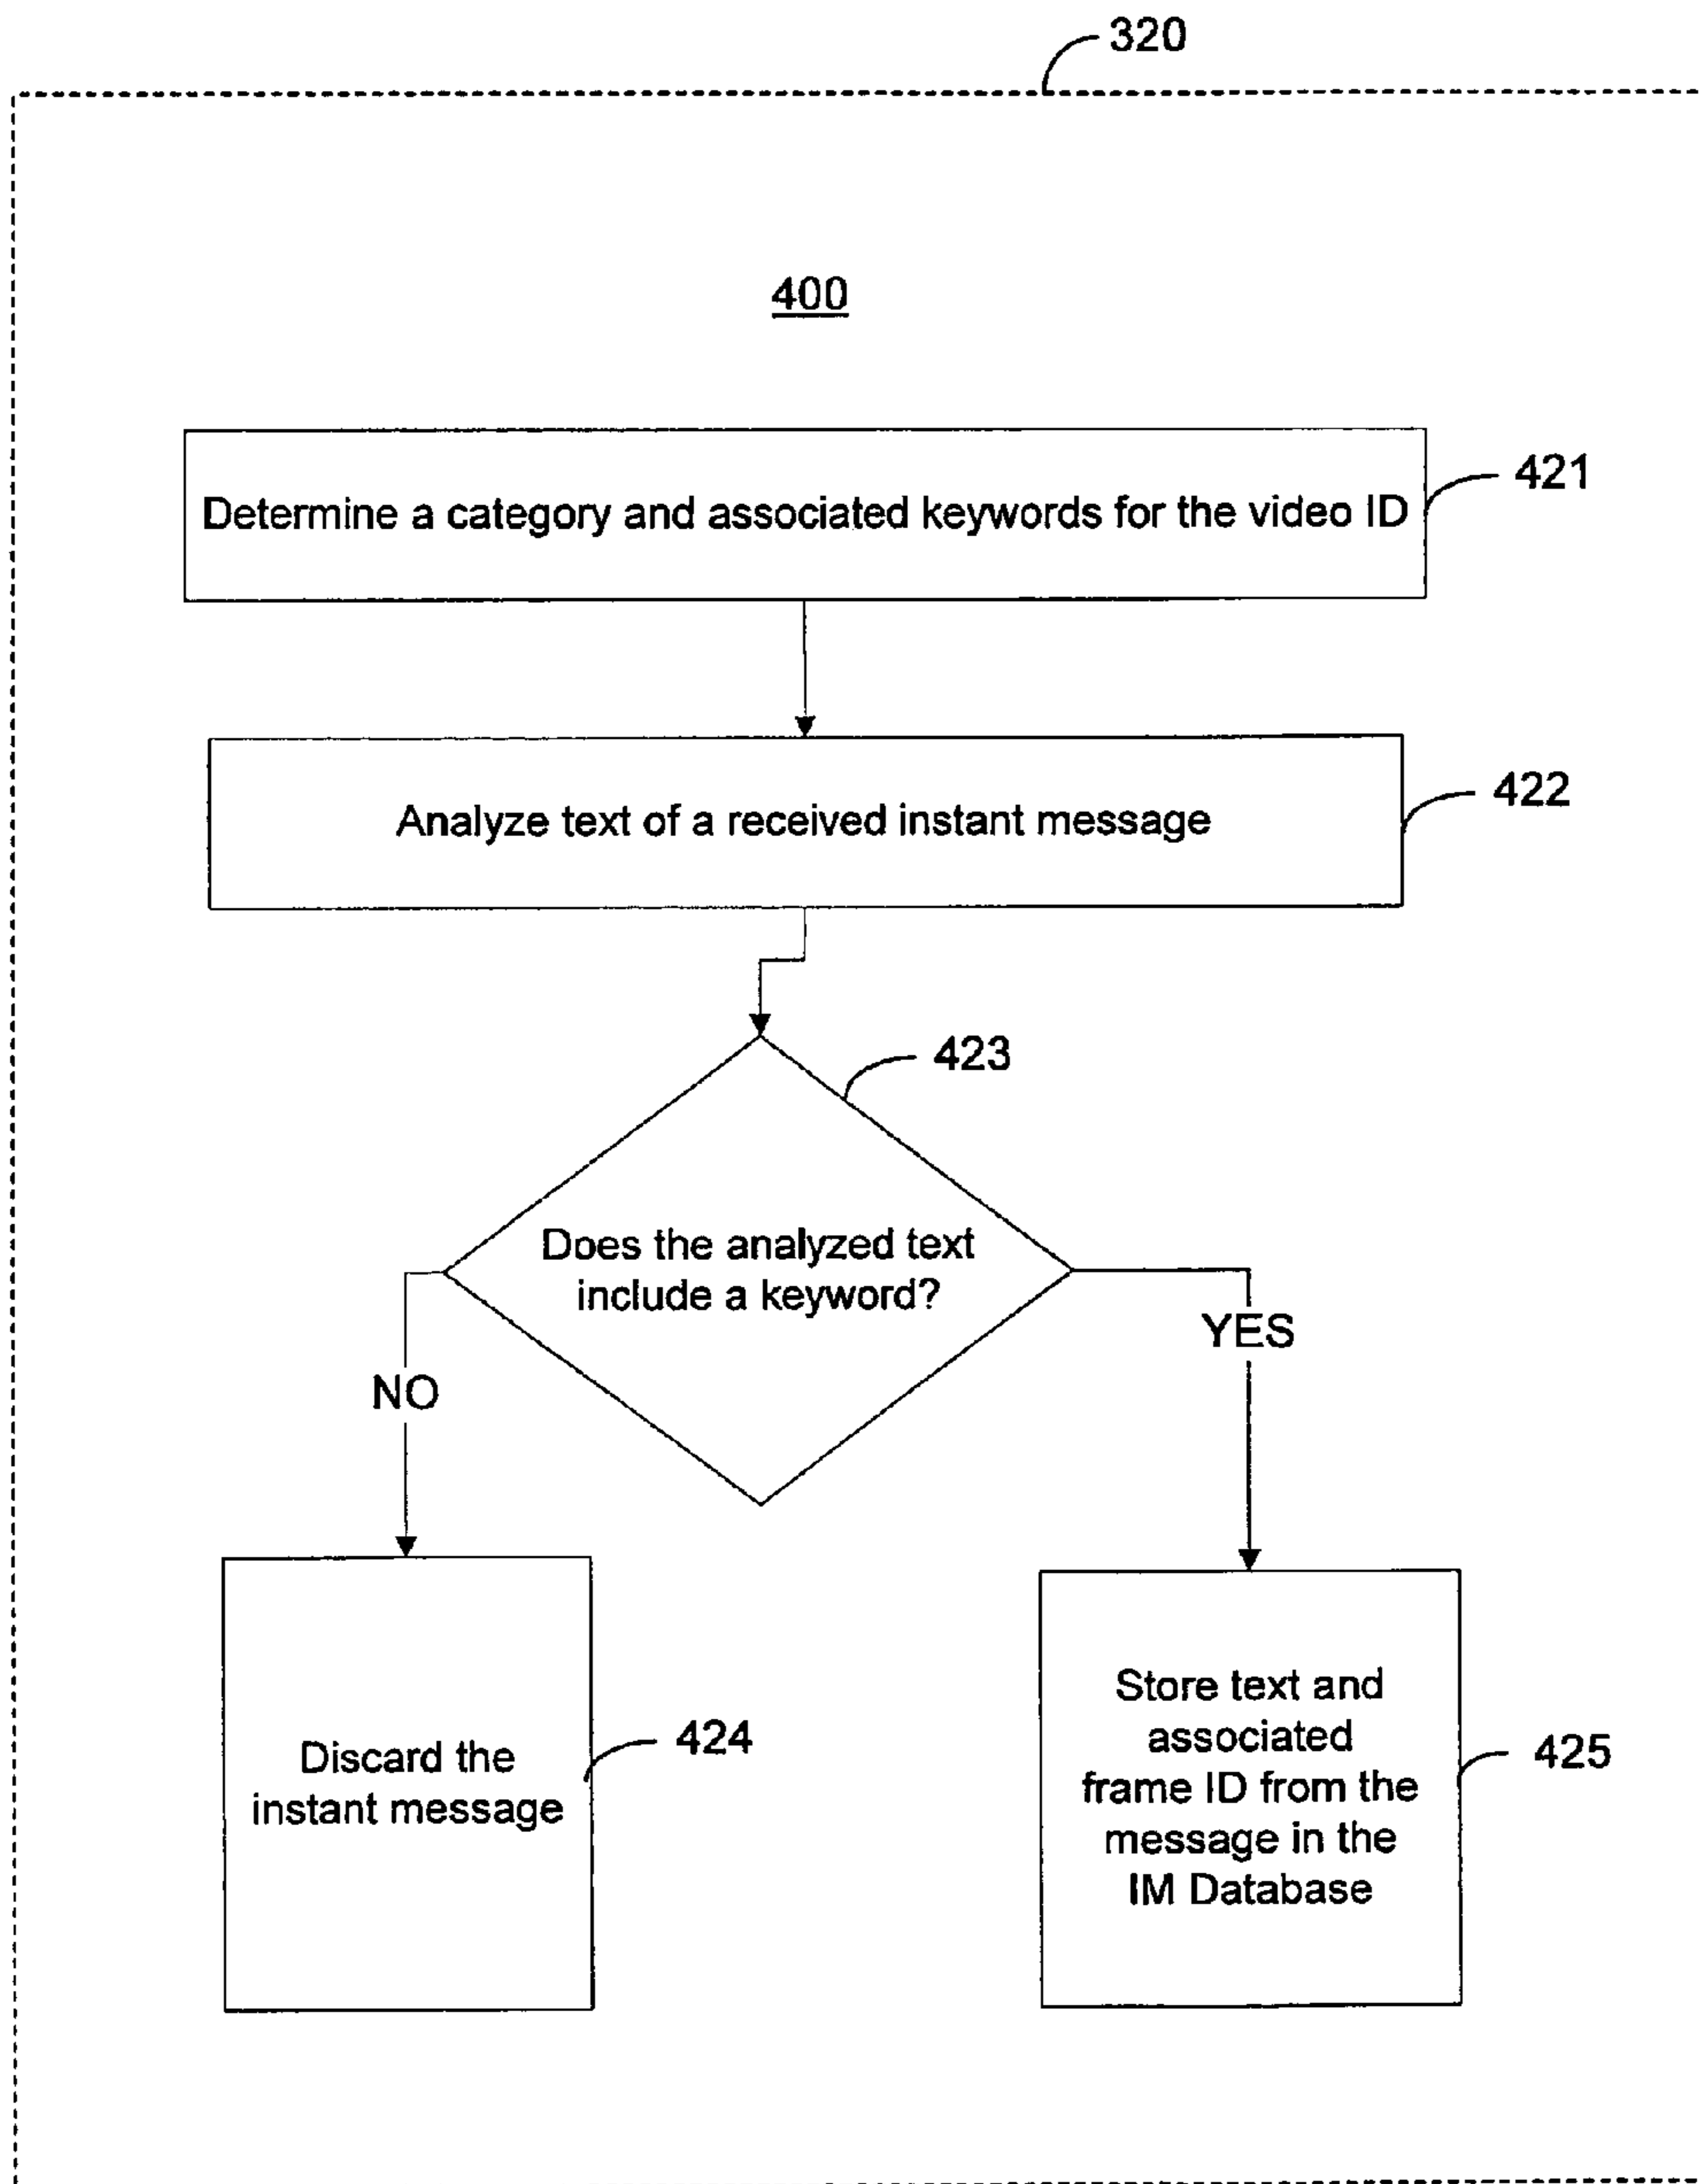 320
400
Determine a category and associated keywords for the video ID
421
Analyze text of a received instant message
422
423
Does the analyzed text
include a keyword?
YES
NO
Discard the
instant message
424
Store text and
associated
frame ID from the
message in the
IM Database
425